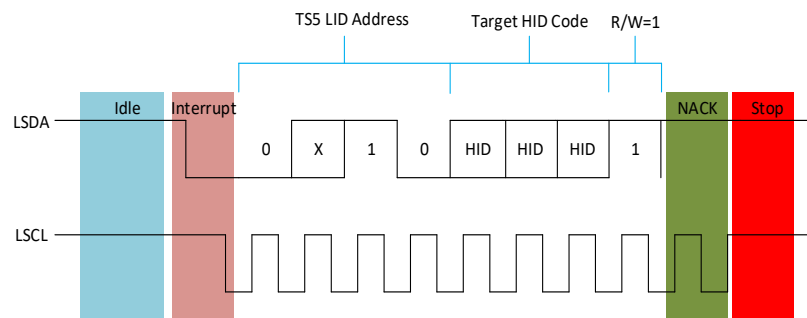 TS5 LID Address Target HID Code R/W=1
Idle Interrupt NACK Stop
LSDA
0 X 1 0 HID HID HID 1
LSCL